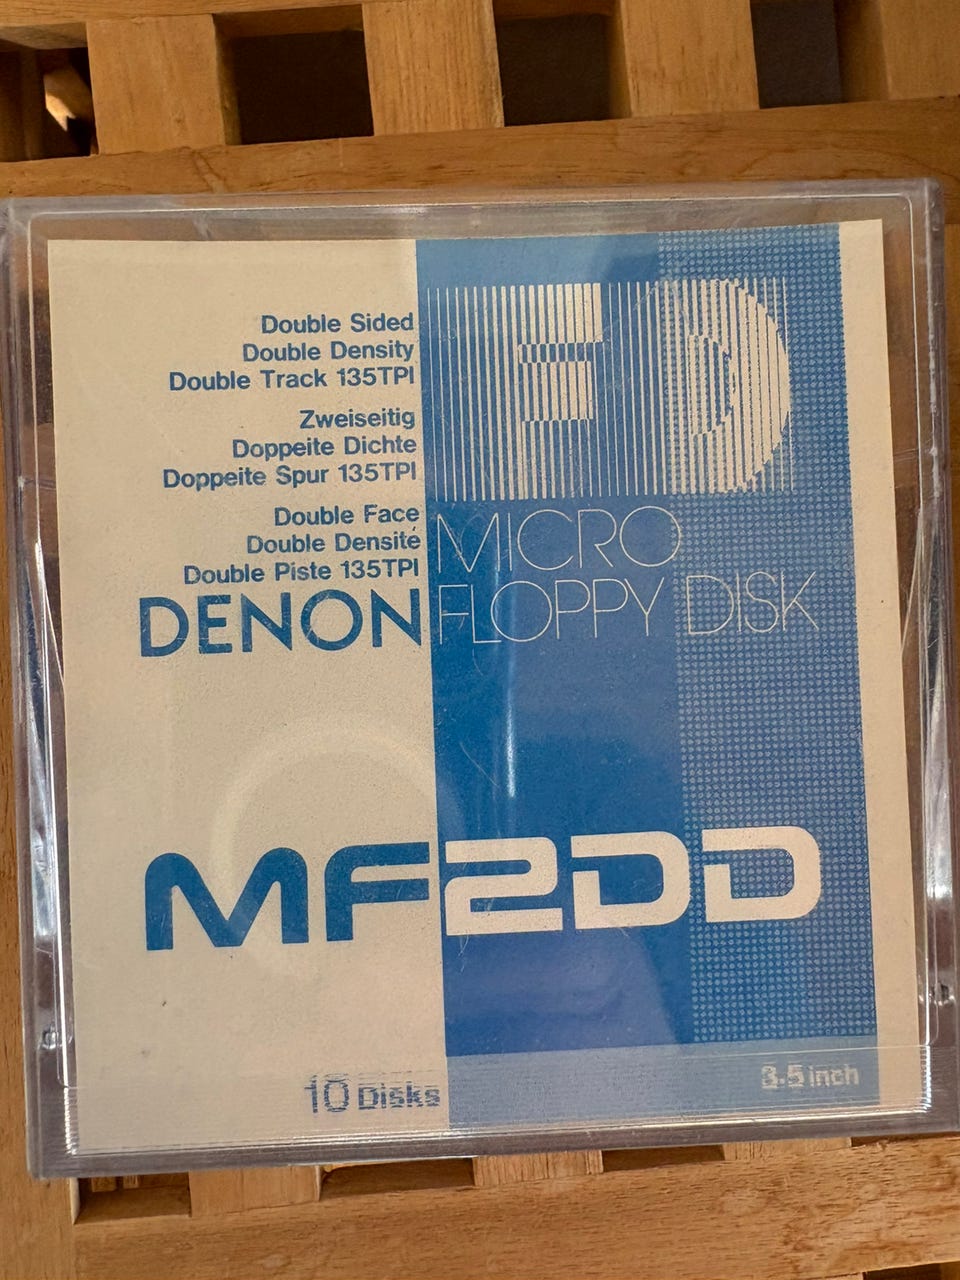 FD
Double Sided
Double Density
Double Track 135TPI
Zweiseitig
Doppeite Dichte
Doppeite Spur 135TPI
Double Face
Double Densité
Double Piste 135TPI
MICRO
FLOPPY DISK
DENON
MF2DD
10 Disks
3.5 inch